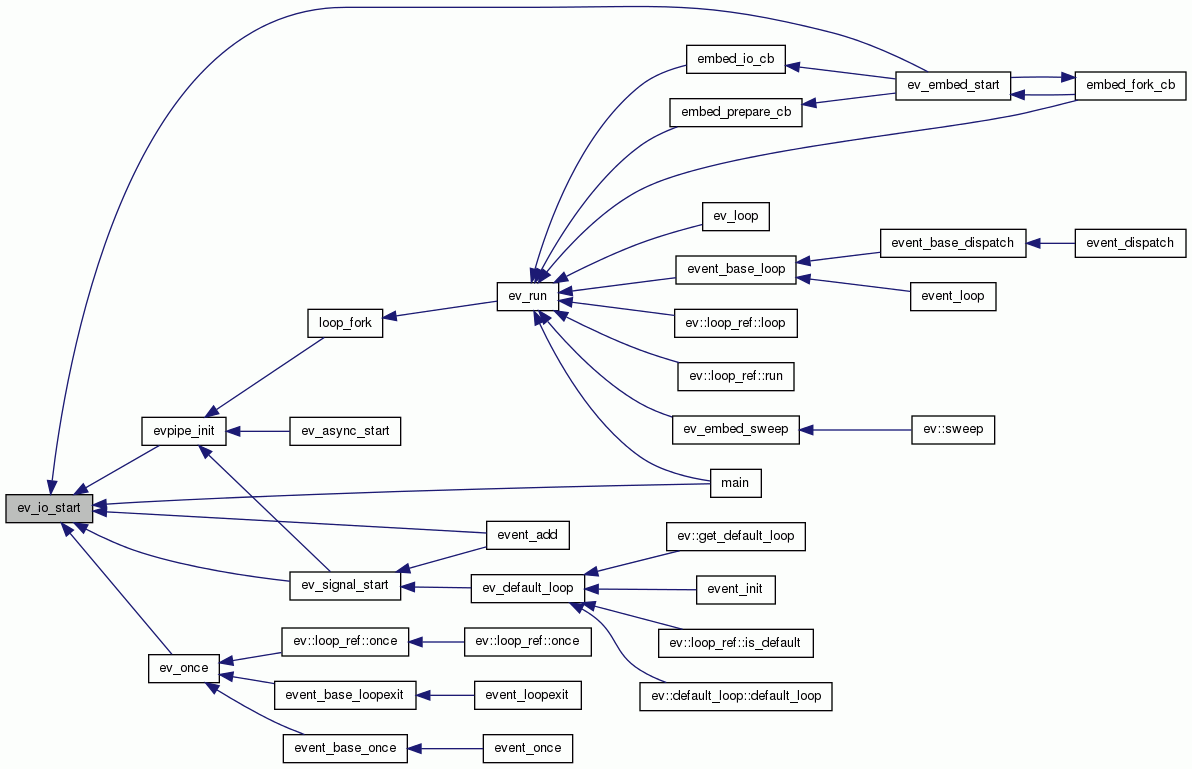 embed_io_cb
ev_embed_start
embed_fork_cb
embed_prepare_cb
ev_loop
event_base_dispatch
event_dispatch
event_base_loop
ev_run
event_loop
loop_fork
ev::loop_ref::loop
ev::loop_ref::run
evpipe_init
ev_async_start
ev_embed_sweep
ev::sweep
main
ev_io_start
event_add
ev::get_default_loop
ev_signal_start
ev_default_loop
event_init
ev::loop_ref::once
ev::loop_ref::once
ev::loop_ref::is_default
ev_once
event_base_loopexit
event_loopexit
ev::default_loop::default_loop
event_base_once
event_once